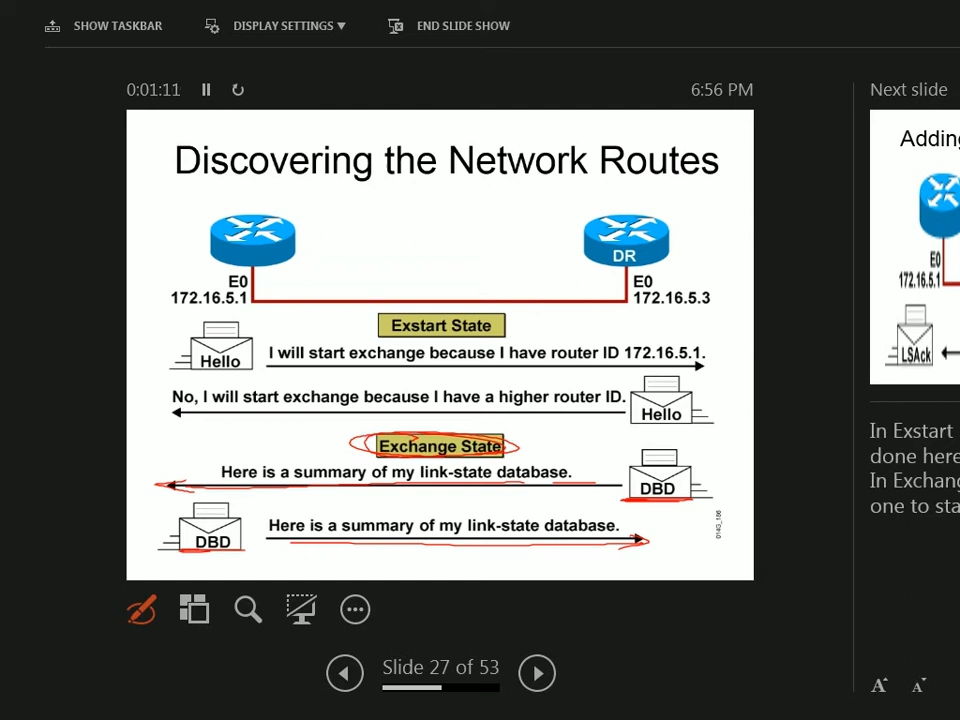 SHOW TASKBAR DISPLAY SETTINGS ▼ END SLIDE SHOW
0:01:11 6:56 PM
Discovering the Network Routes
DR
E0 E0
172.16.5.1 172.16.5.3
Exstart State
Hello
I will start exchange because I have router ID 172.16.5.1.
No, I will start exchange because I have a higher router ID.
Hello
Exchange State
Here is a summary of my link-state database.
DBD
Here is a summary of my link-state database.
DBD
014G_186
Slide 27 of 53
Next slide
Adding
E0
172.16.5.1
LSAck
In Exstart
done here
In Exchang
one to sta
A A